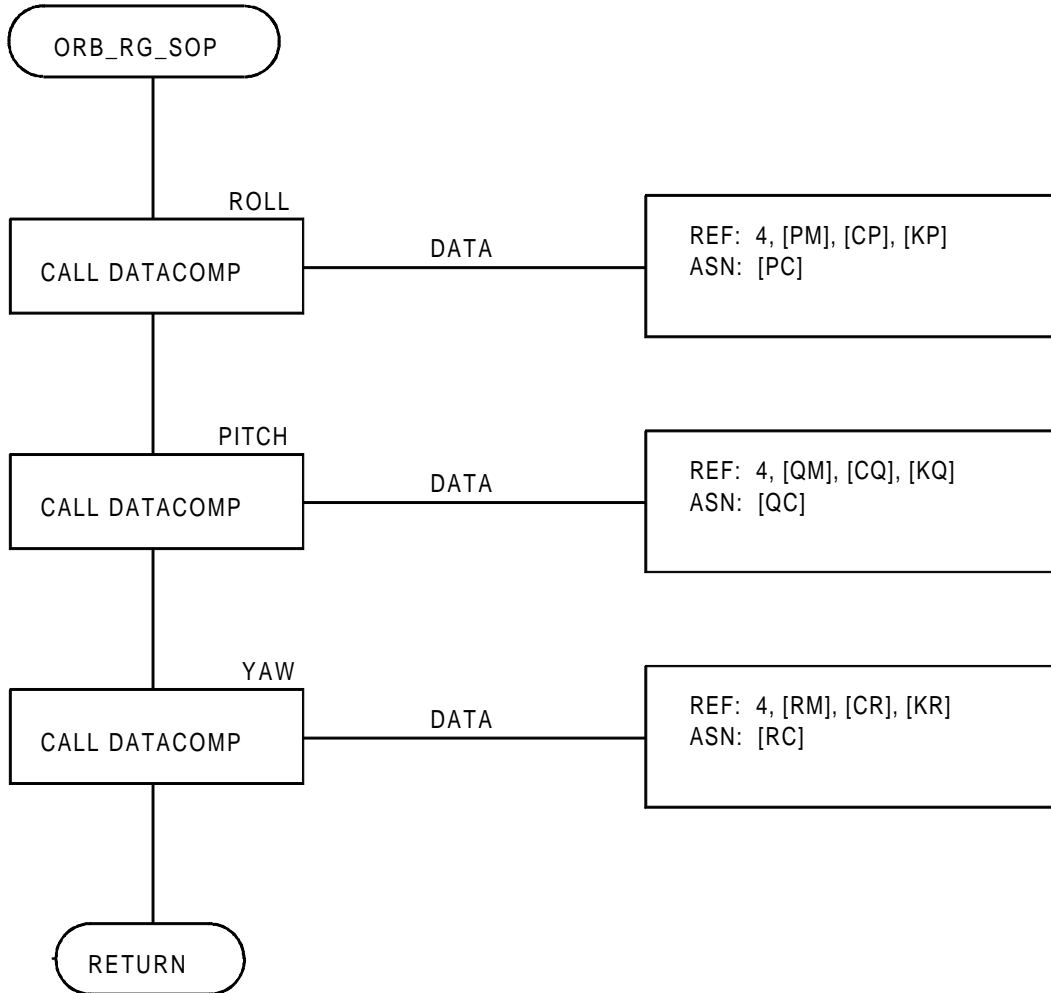 ORB_RG_SOP
ROLL
CALL DATACOMP
DATA
REF: 4, [PM], [CP], [KP]
ASN: [PC]
PITCH
CALL DATACOMP
DATA
REF: 4, [QM], [CQ], [KQ]
ASN: [QC]
YAW
CALL DATACOMP
DATA
REF: 4, [RM], [CR], [KR]
ASN: [RC]
RETURN